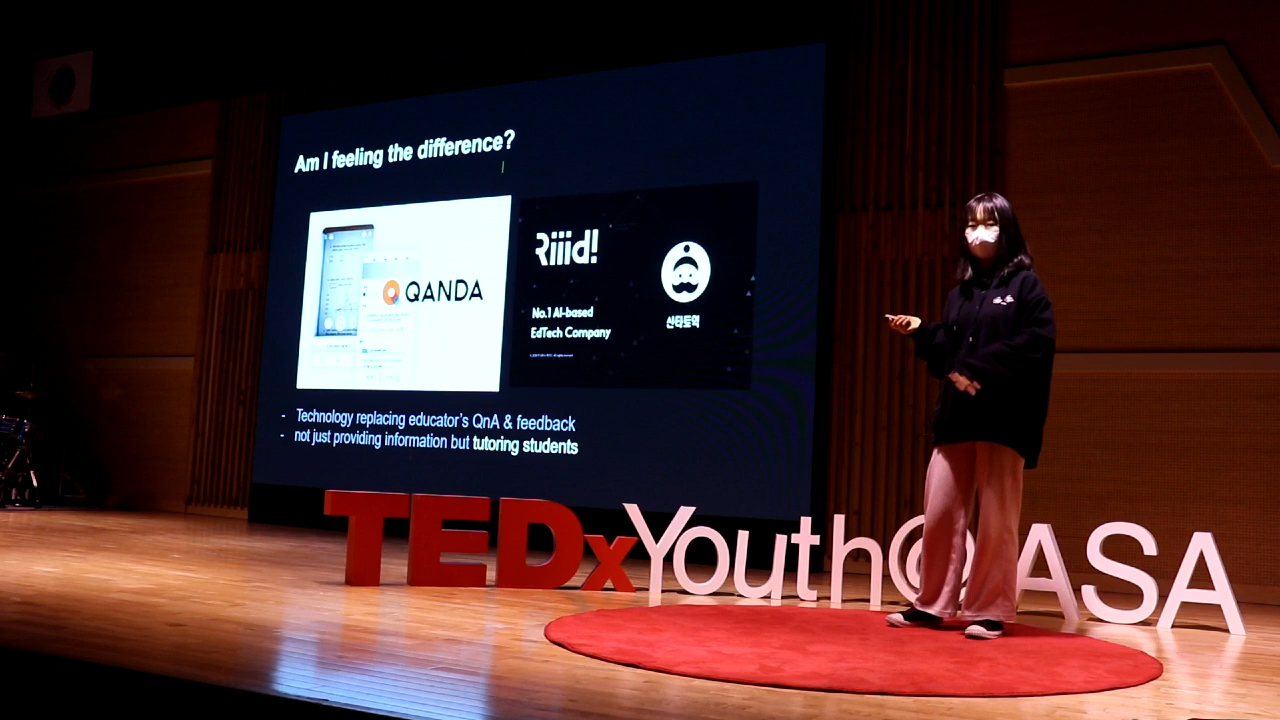 Am I feeling the difference?
QANDA
Riiid!
No.1 AI-based
EdTech Company
산타토익
- Technology replacing educator's QnA & feedback
- not just providing information but tutoring students
TEDxYouth@ASA